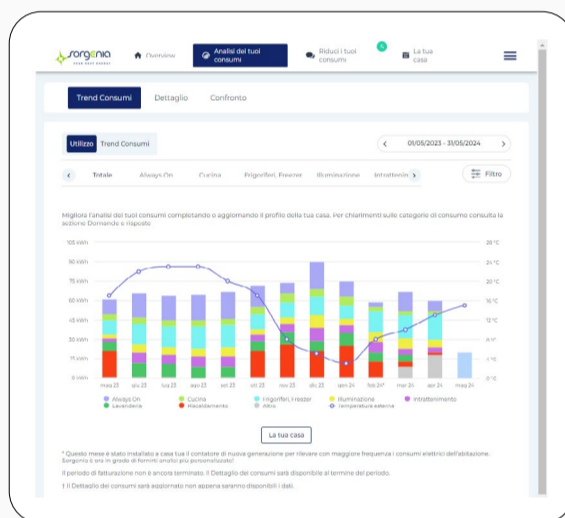 sorgenia
YOUR NEXT ENERGY
Overview
Analisi dei tuoi
consumi
Riduci i tuoi
consumi
La tua
casa
Trend Consumi Dettaglio Confronto
Utilizzo Trend Consumi
01/05/2023 - 31/05/2024
Totale Always On Cucina Frigoriferi, Freezer Illuminazione Intrattenim
Filtro
Migliora l'analisi dei tuoi consumi completando o aggiornando il profilo della tua casa. Per chiarimenti sulle categorie di consumo consulta la
sezione Domande e risposte
105 kWh 28 °C
90 kWh 24 °C
75 kWh 20 °C
60 kWh 16 °C
45 kWh 12 °C
30 kWh 8 °C
15 kWh 4 °C
0 kWh 0 °C
mag 23 giu 23 lug 23 ago 23 set 23 ott 23 nov 23 dic 23 gen 24 feb 24* mar 24 apr 24 mag 24
Always On Cucina Frigoriferi, Freezer Illuminazione Intrattenimento
Lavanderia Riscaldamento Altro Temperatura esterna
La tua casa
* Questo mese è stato installato a casa tua il contatore di nuova generazione per rilevare con maggiore frequenza i consumi elettrici dell'abitazione.
Sorgenia è ora in grado di fornirti analisi più personalizzate!
Il periodo di fatturazione non è ancora terminato. Il Dettaglio dei consumi sarà disponibile al termine del periodo.
† Il Dettaglio dei consumi sarà aggiornato non appena saranno disponibili i dati.